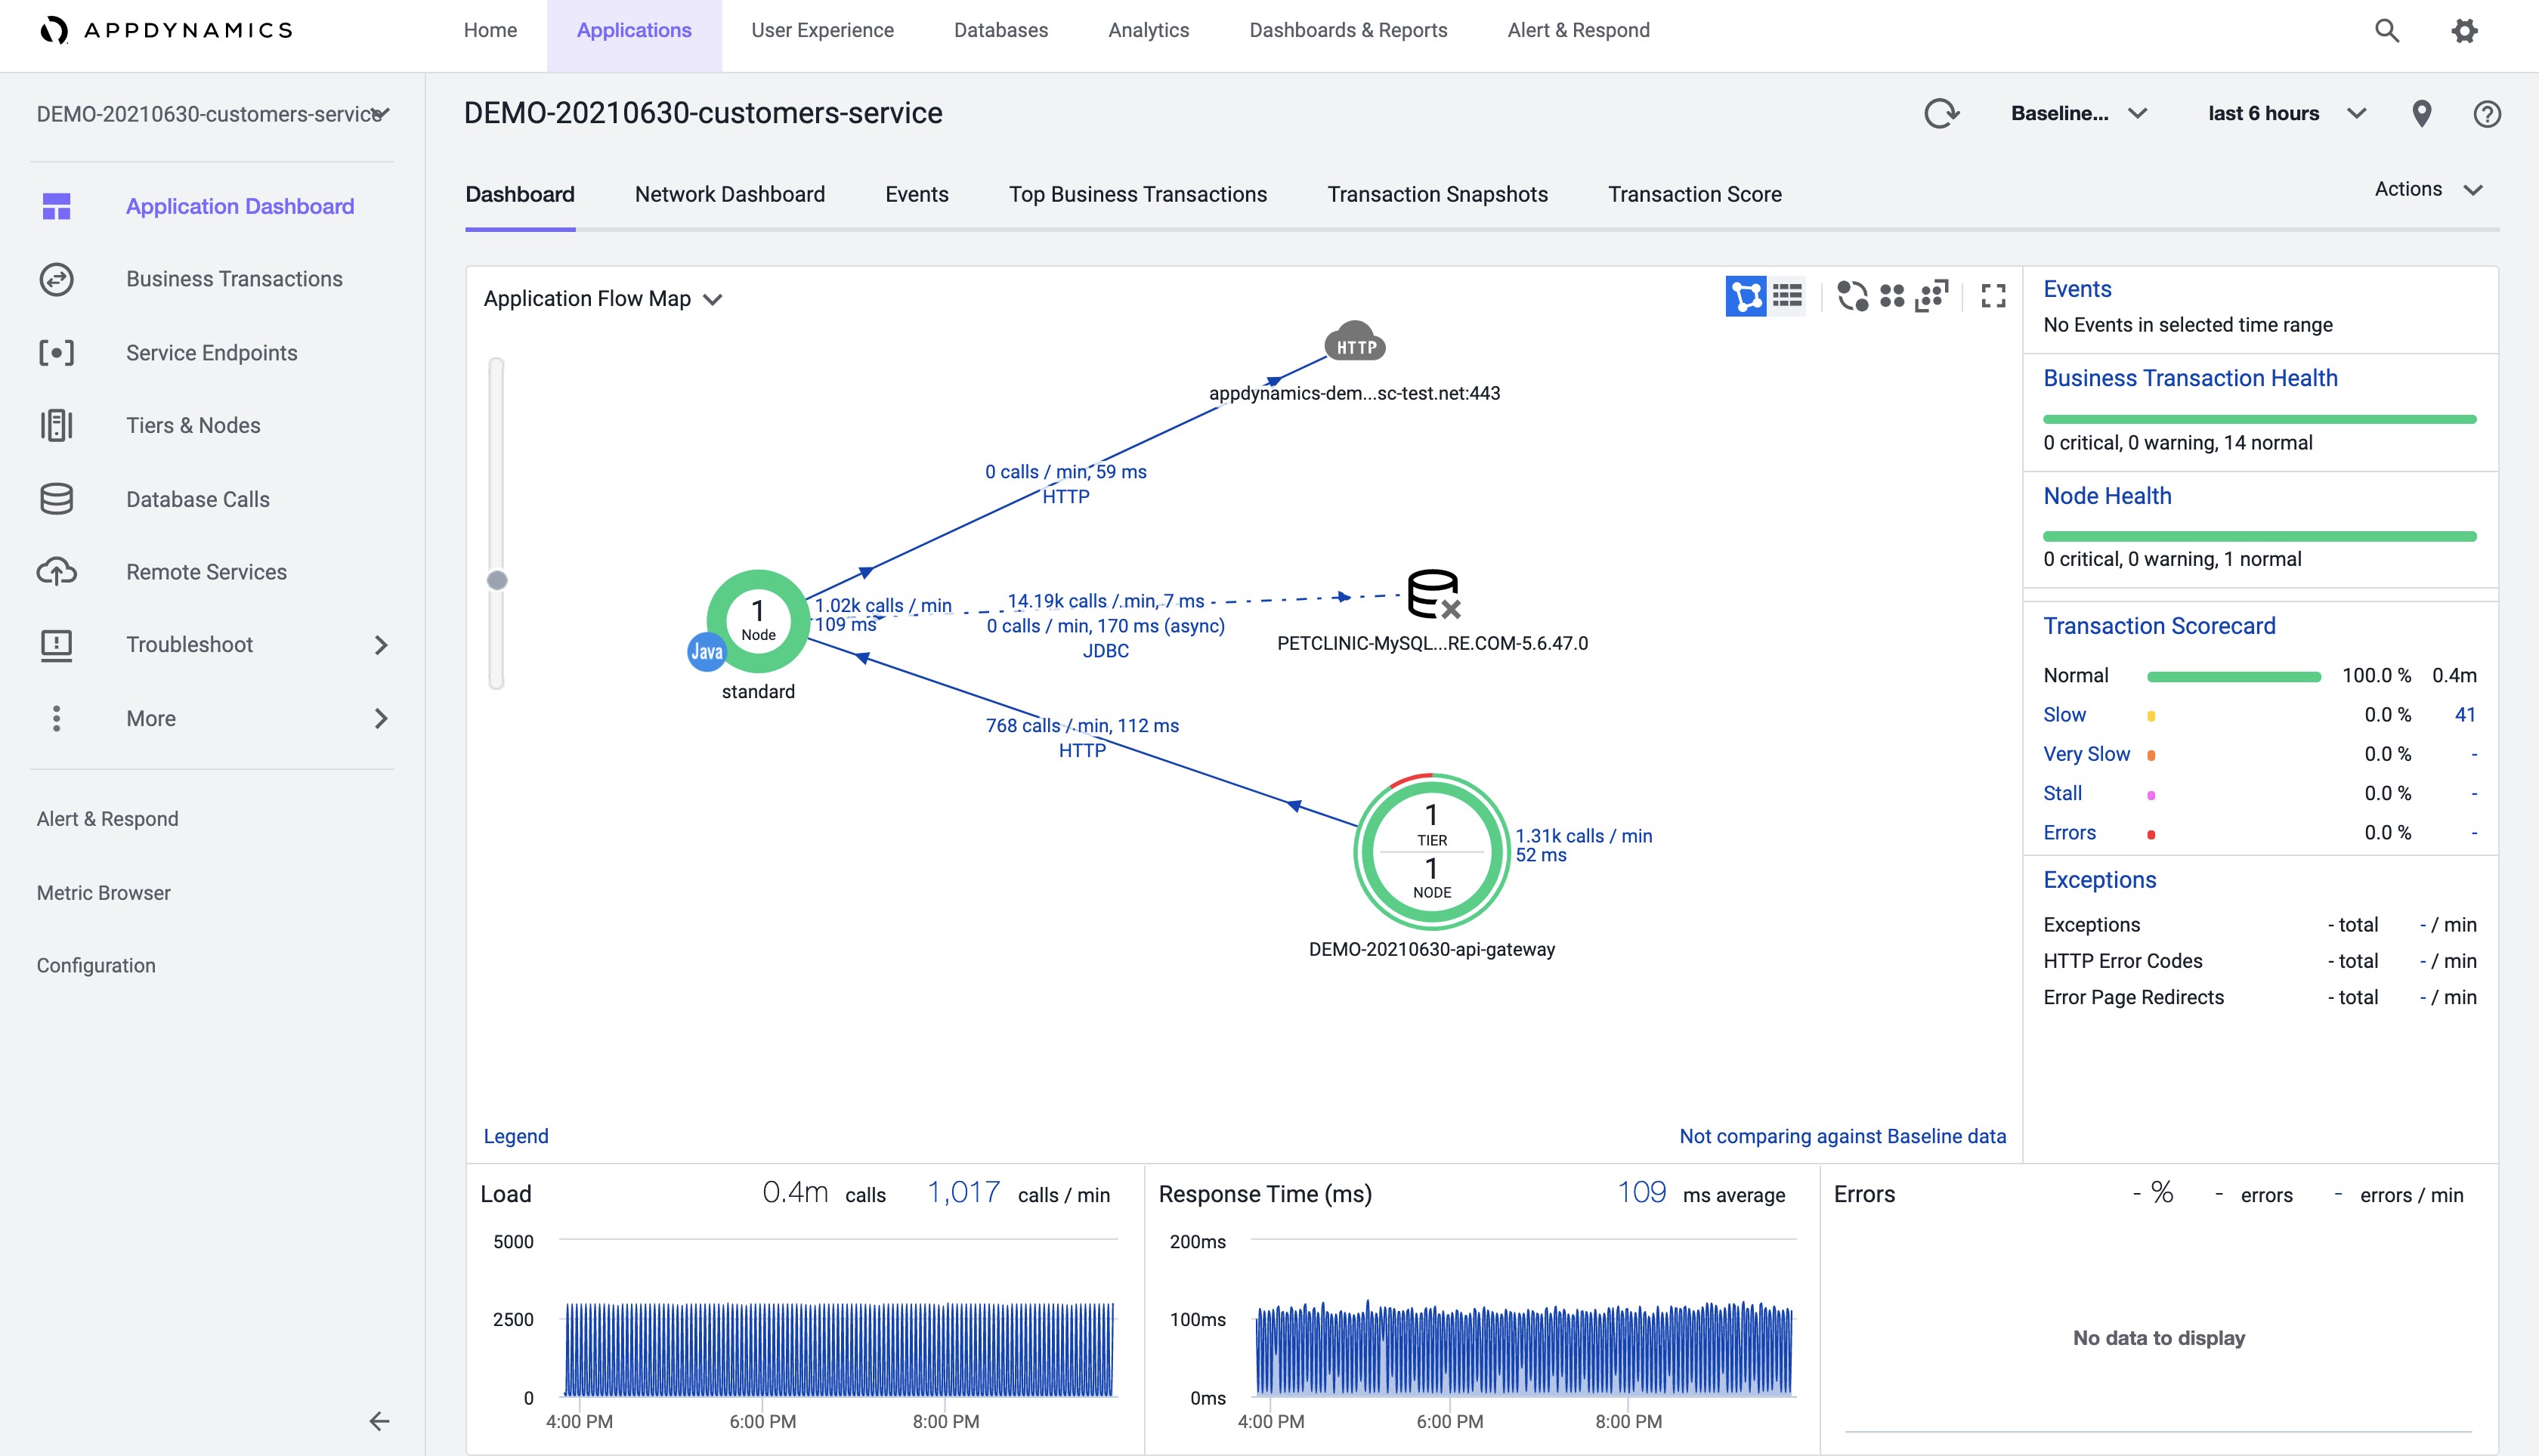 APPDYNAMICS
Home
Applications
User Experience
Databases
Analytics
Dashboards & Reports
Alert & Respond
DEMO-20210630-customers-service
Application Dashboard
Business Transactions
Service Endpoints
Tiers & Nodes
Database Calls
Remote Services
Troubleshoot
More
Alert & Respond
Metric Browser
Configuration
DEMO-20210630-customers-service
Baseline...
last 6 hours
Dashboard
Network Dashboard
Events
Top Business Transactions
Transaction Snapshots
Transaction Score
Actions
Application Flow Map
HTTP
appdynamics-dem...sc-test.net:443
0 calls / min, 59 ms
HTTP
1
Node
Java
standard
1.02k calls / min
109 ms
14.19k calls / min, 7 ms
0 calls / min, 170 ms (async)
JDBC
PETCLINIC-MySQL...RE.COM-5.6.47.0
768 calls / min, 112 ms
HTTP
1
TIER
1
NODE
1.31k calls / min
52 ms
DEMO-20210630-api-gateway
Legend
Not comparing against Baseline data
Events
No Events in selected time range
Business Transaction Health
0 critical, 0 warning, 14 normal
Node Health
0 critical, 0 warning, 1 normal
Transaction Scorecard
Normal 100.0 % 0.4m
Slow 0.0 % 41
Very Slow 0.0 % -
Stall 0.0 % -
Errors 0.0 % -
Exceptions
Exceptions - total - / min
HTTP Error Codes - total - / min
Error Page Redirects - total - / min
Load 0.4m calls 1,017 calls / min
5000
2500
0
4:00 PM 6:00 PM 8:00 PM
Response Time (ms) 109 ms average
200ms
100ms
0ms
4:00 PM 6:00 PM 8:00 PM
Errors - % - errors - errors / min
No data to display